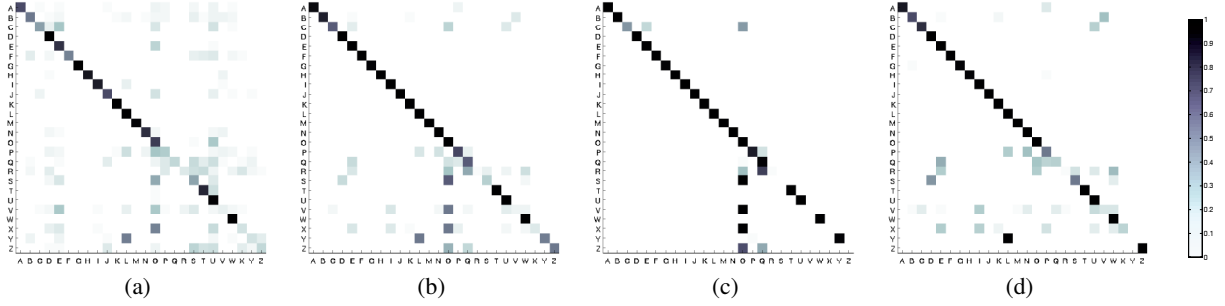 A A A A
B B B B
C C C C
D D D D
E E E E
F F F F
G G G G
H H H H
I I I I
J J J J
K K K K
L L L L
M M M M
N N N N
O O O O
P P P P
Q Q Q Q
R R R R
S S S S
T T T T
U U U U
V V V V
W W W W
X X X X
Y Y Y Y
Z Z Z Z
A B C D E F G H I J K L M N O P Q R S T U V W X Y Z
A B C D E F G H I J K L M N O P Q R S T U V W X Y Z
A B C D E F G H I J K L M N O P Q R S T U V W X Y Z
A B C D E F G H I J K L M N O P Q R S T U V W X Y Z
1
0.9
0.8
0.7
0.6
0.5
0.4
0.3
0.2
0.1
0
(a) (b) (c) (d)